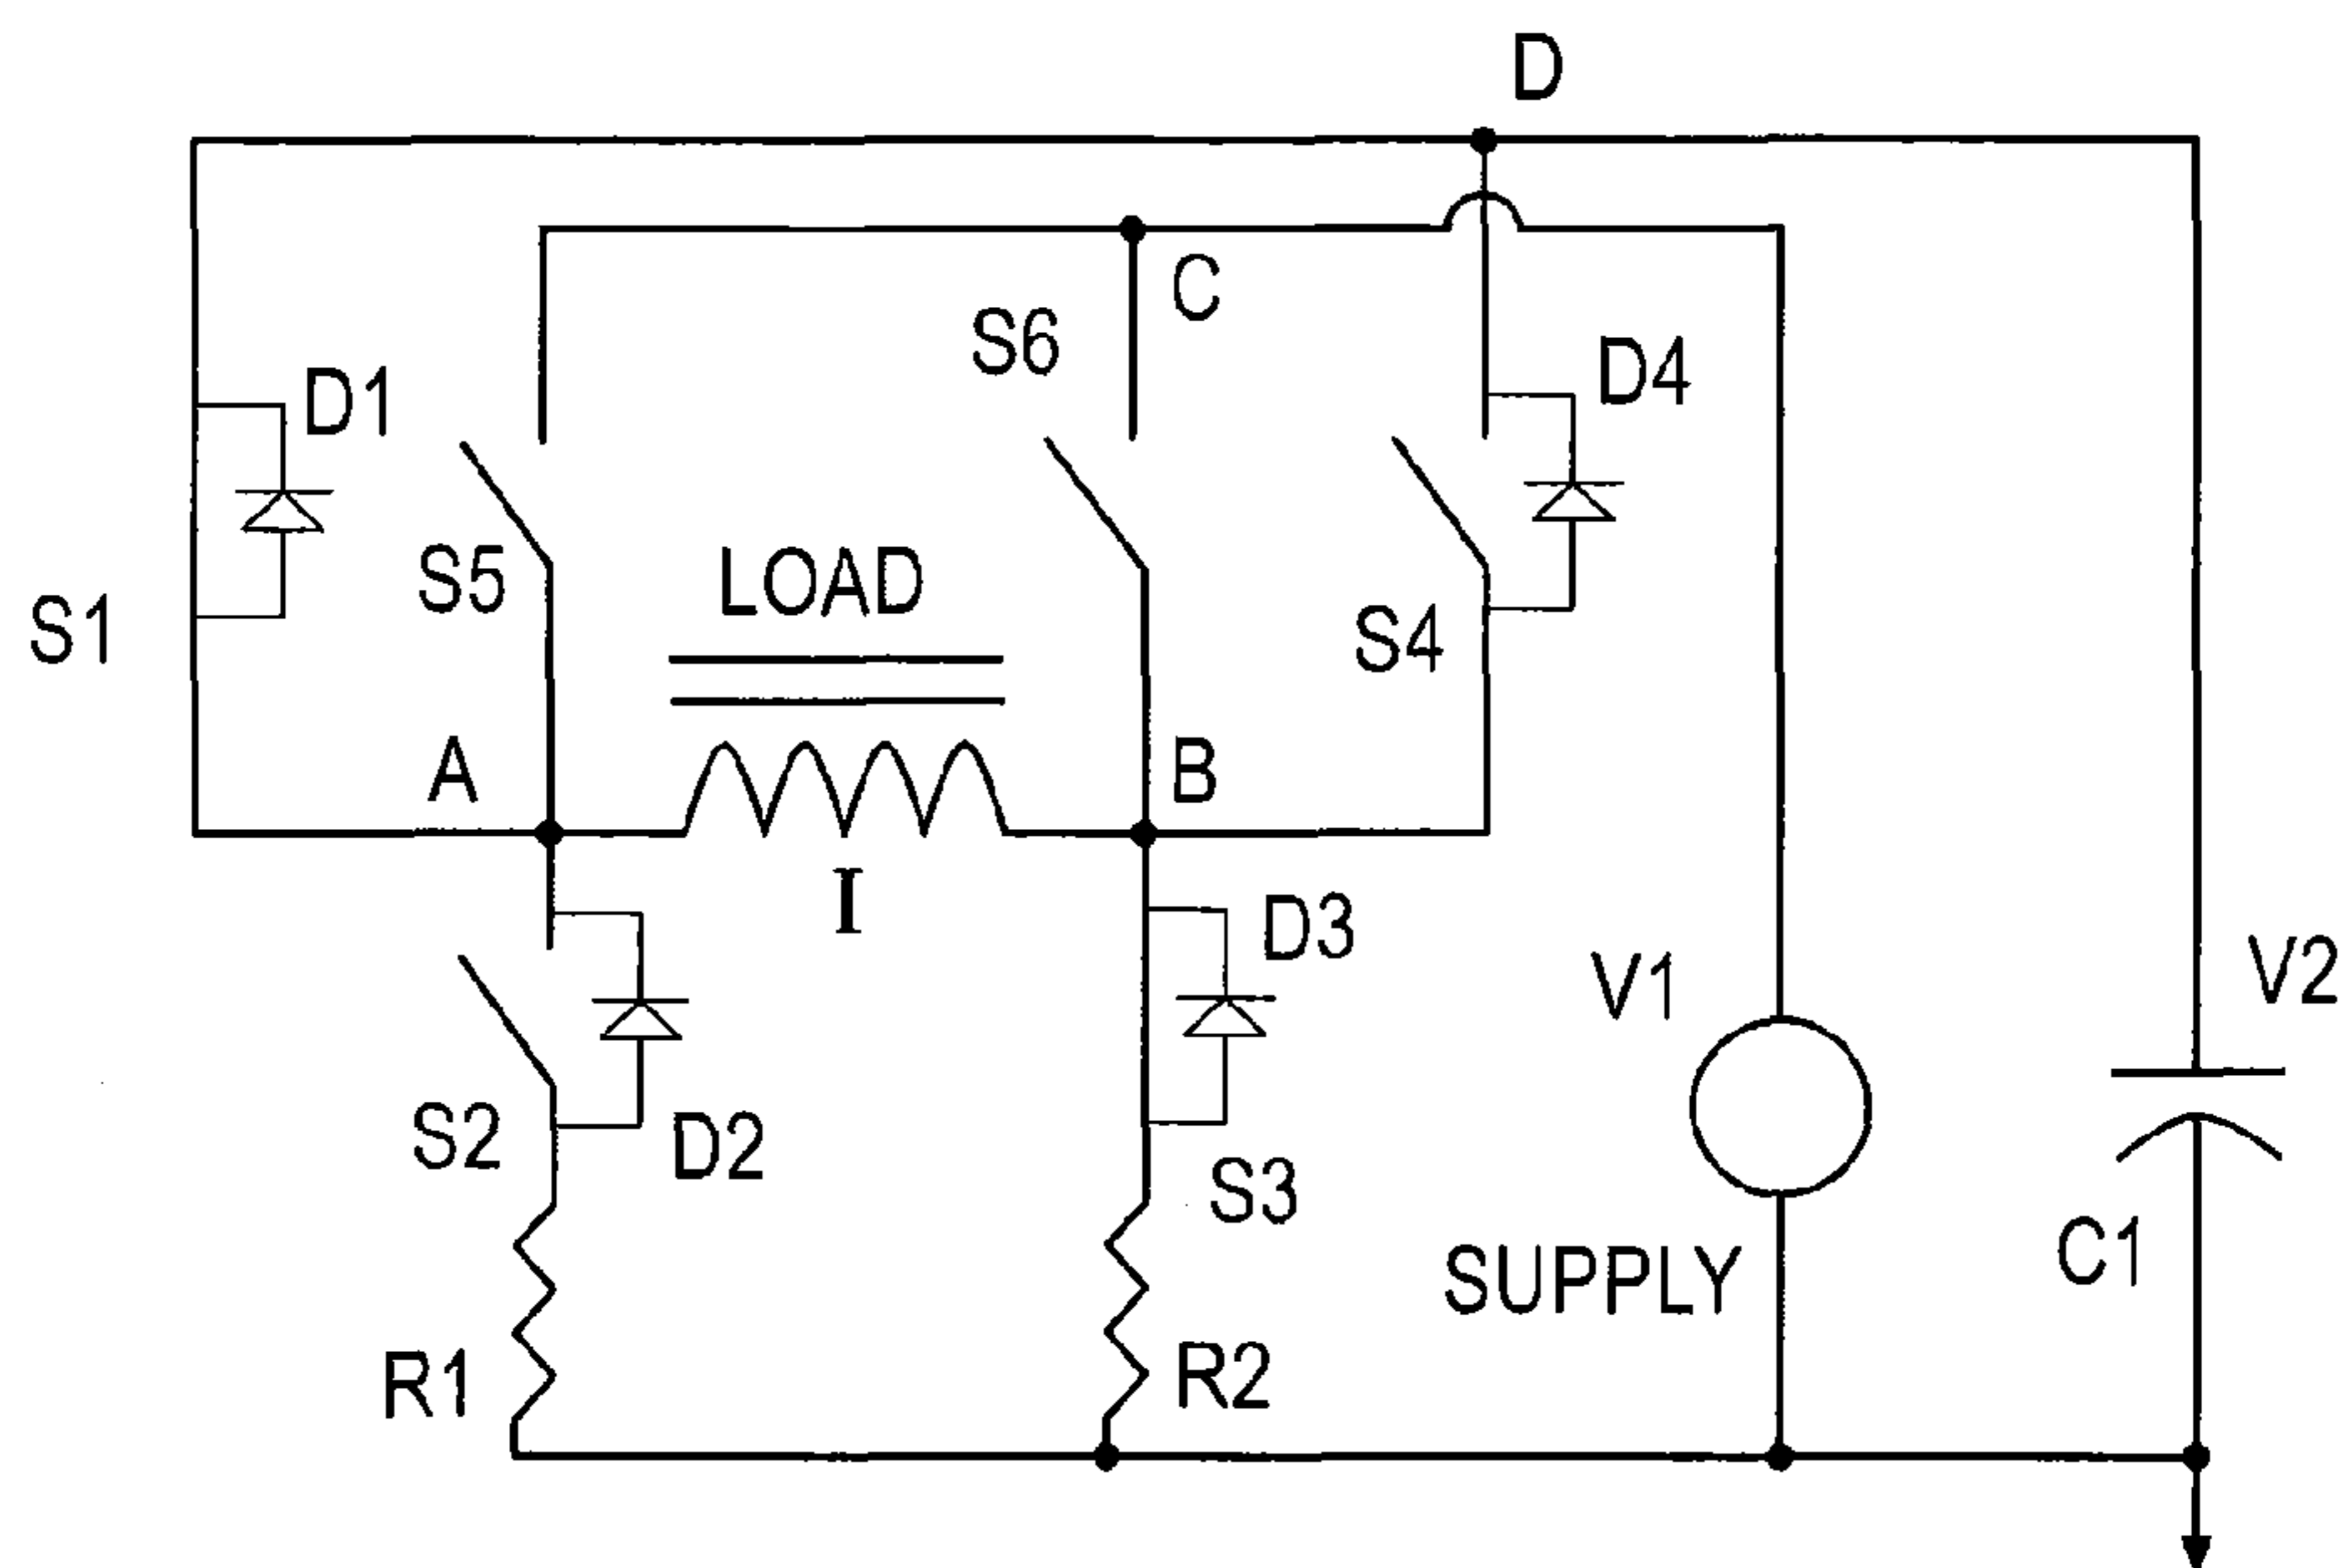 D
C
S6
D4
D1
S5
LOAD
S1
S4
A
B
I
D3
V1
V2
S2
D2
S3
C1
SUPPLY
R1
R2